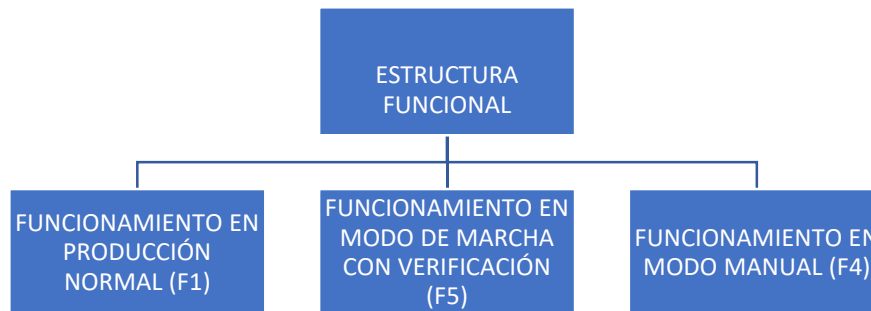 ESTRUCTURA
FUNCIONAL
FUNCIONAMIENTO EN
PRODUCCIÓN
NORMAL (F1)
FUNCIONAMIENTO EN
MODO DE MARCHA
CON VERIFICACIÓN
(F5)
FUNCIONAMIENTO EN
MODO MANUAL (F4)